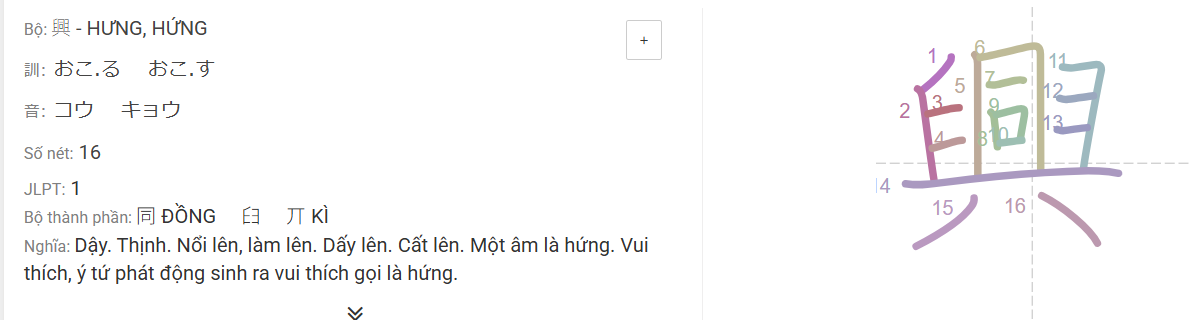 Bộ: 興 - HƯNG, HỨNG
+
訓: おこ.る おこ.す
音: コウ キョウ
Số nét: 16
JLPT: 1
Bộ thành phần: 同 ĐỒNG 臼 丌 KÌ
Nghĩa: Dậy. Thịnh. Nổi lên, làm lên. Dấy lên. Cất lên. Một âm là hứng. Vui
thích, ý tứ phát động sinh ra vui thích gọi là hứng.
興
1
2
3
4
5
6
7
8
9
10
11
12
13
14
15
16